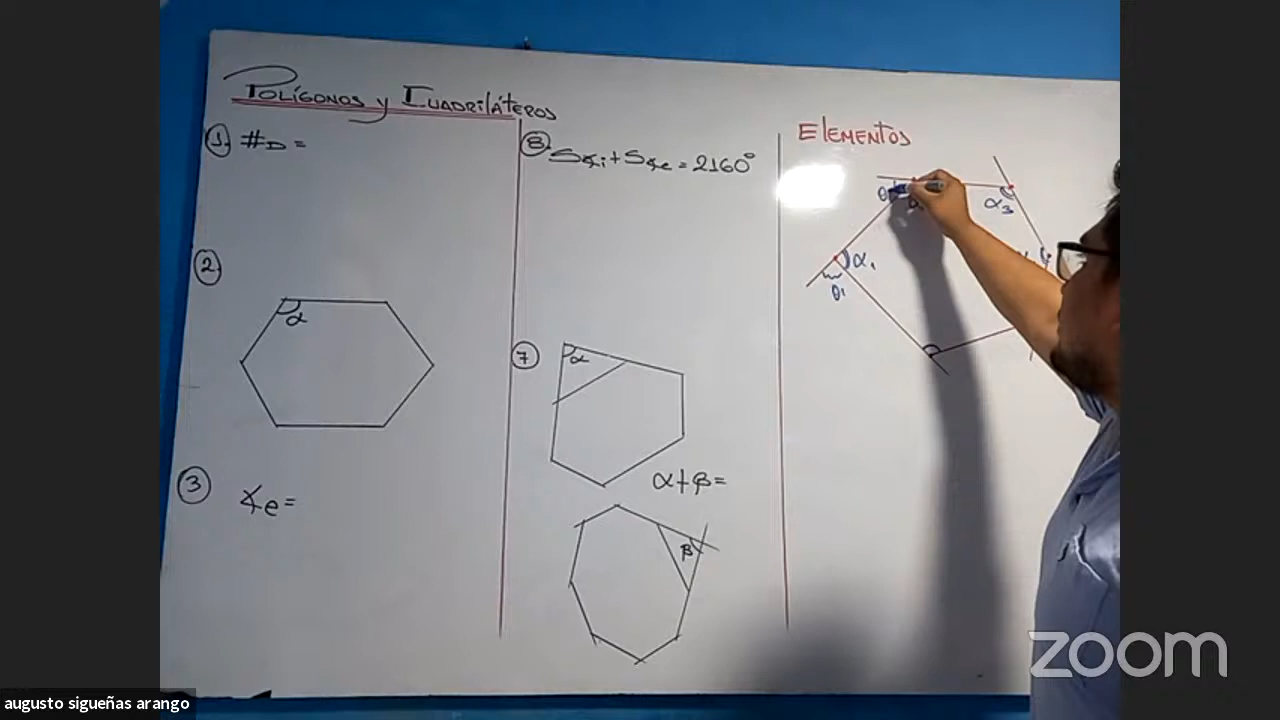 Polígonos y Cuadriláteros
1. #D =
2.
α
3 ∡e =
8. S∡i + S∡e = 2160°
7
α
α+β=
β
Elementos
θ
α3
α1
θ1
zoom
augusto sigueñas arango